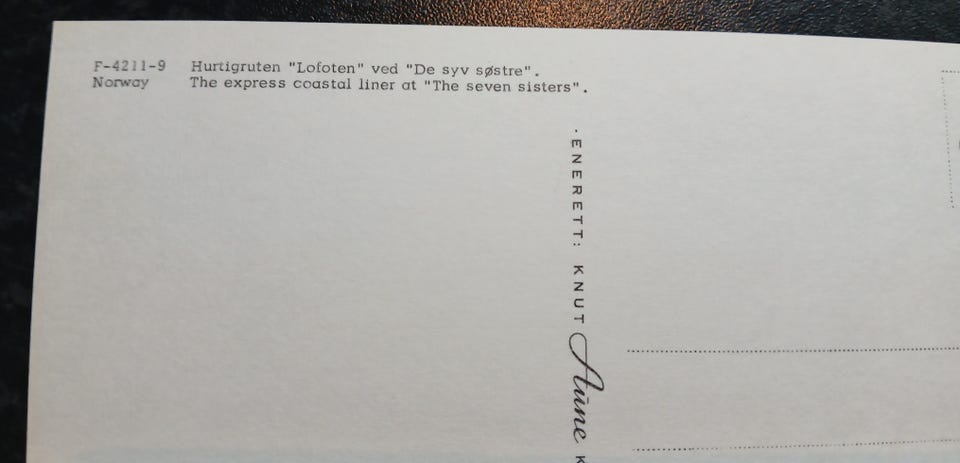 F-4211-9 Hurtigruten "Lofoten" ved "De syv søstre".
Norway The express coastal liner at "The seven sisters".
· ENERETT: KNUT Aune K